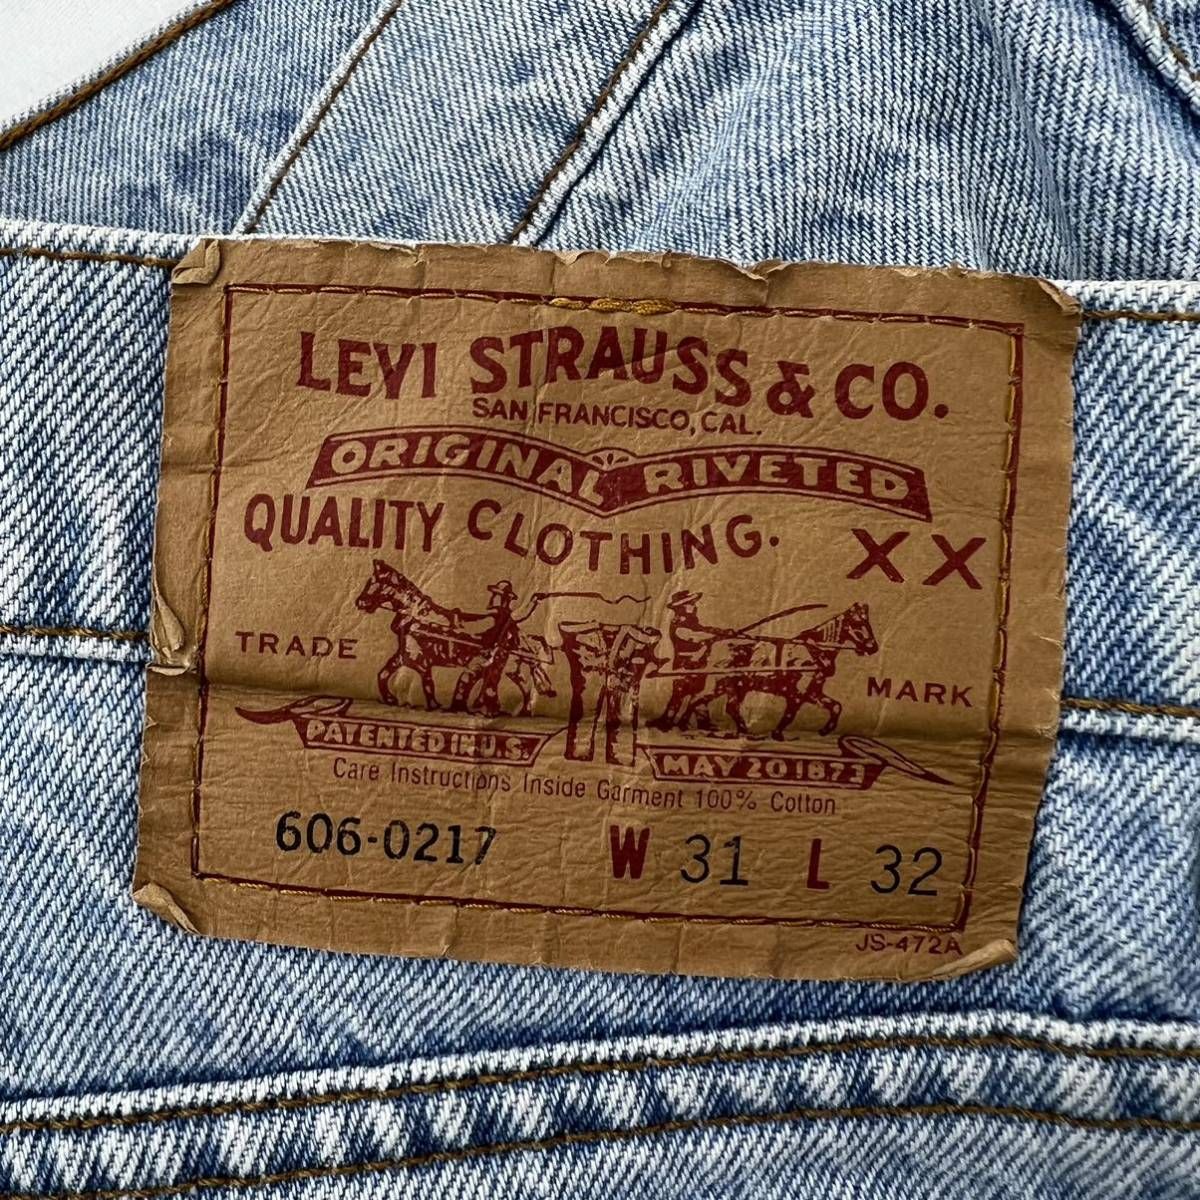 LEVI STRAUSS & CO.
SAN FRANCISCO, CAL.
ORIGINAL RIVETED
QUALITY CLOTHING.
XX
TRADE MARK
PATENTED IN U.S. MAY 20 1873
Care Instructions Inside Garment 100% Cotton
606-0217 W 31 L 32
JS-472A